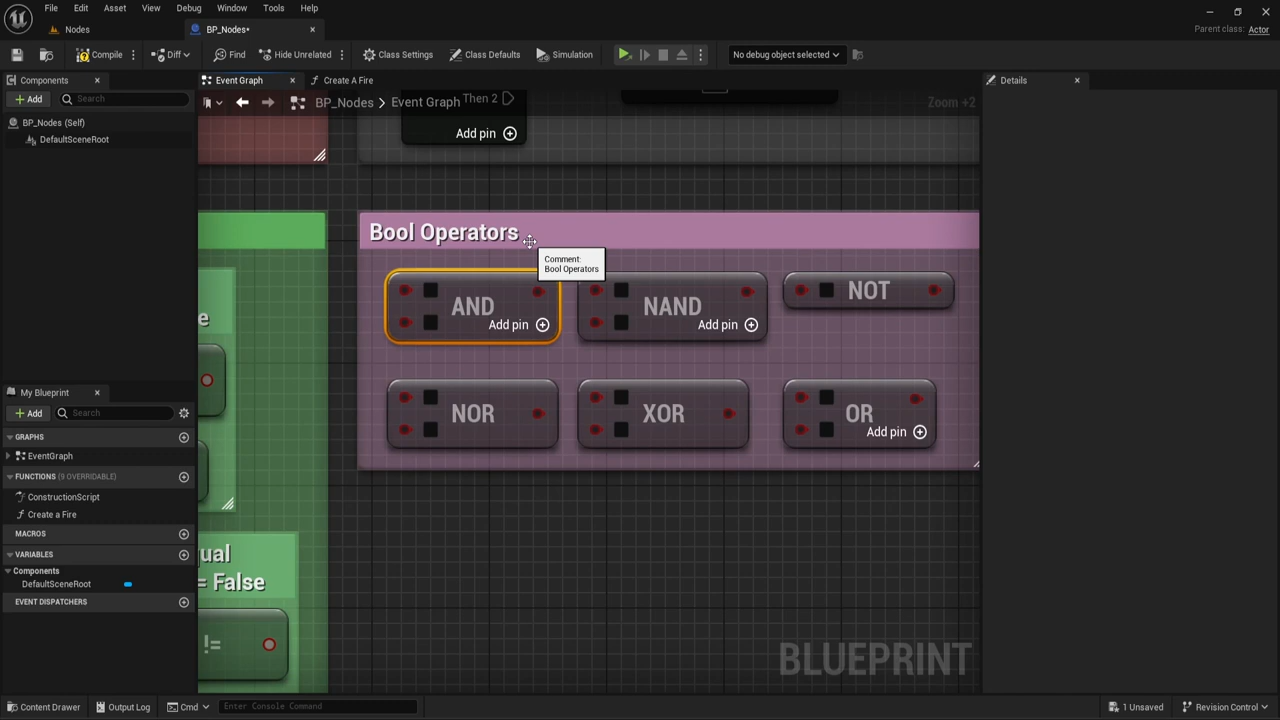 File Edit Asset View Debug Window Tools Help
Nodes
BP_Nodes*
Parent class: Actor
Compile
Diff
Find
Hide Unrelated
Class Settings
Class Defaults
Simulation
No debug object selected
Components
Add
Search
BP_Nodes (Self)
DefaultSceneRoot
Event Graph
Create A Fire
BP_Nodes > Event Graph
Zoom +2
Details
Then 2
Add pin
Bool Operators
Comment:
Bool Operators
AND
Add pin
NAND
Add pin
NOT
NOR
XOR
OR
Add pin
e
ual
= False
!=
BLUEPRINT
My Blueprint
Add
Search
GRAPHS
EventGraph
FUNCTIONS (9 OVERRIDABLE)
ConstructionScript
Create a Fire
MACROS
VARIABLES
Components
DefaultSceneRoot
EVENT DISPATCHERS
Content Drawer
Output Log
Cmd
Enter Console Command
1 Unsaved
Revision Control